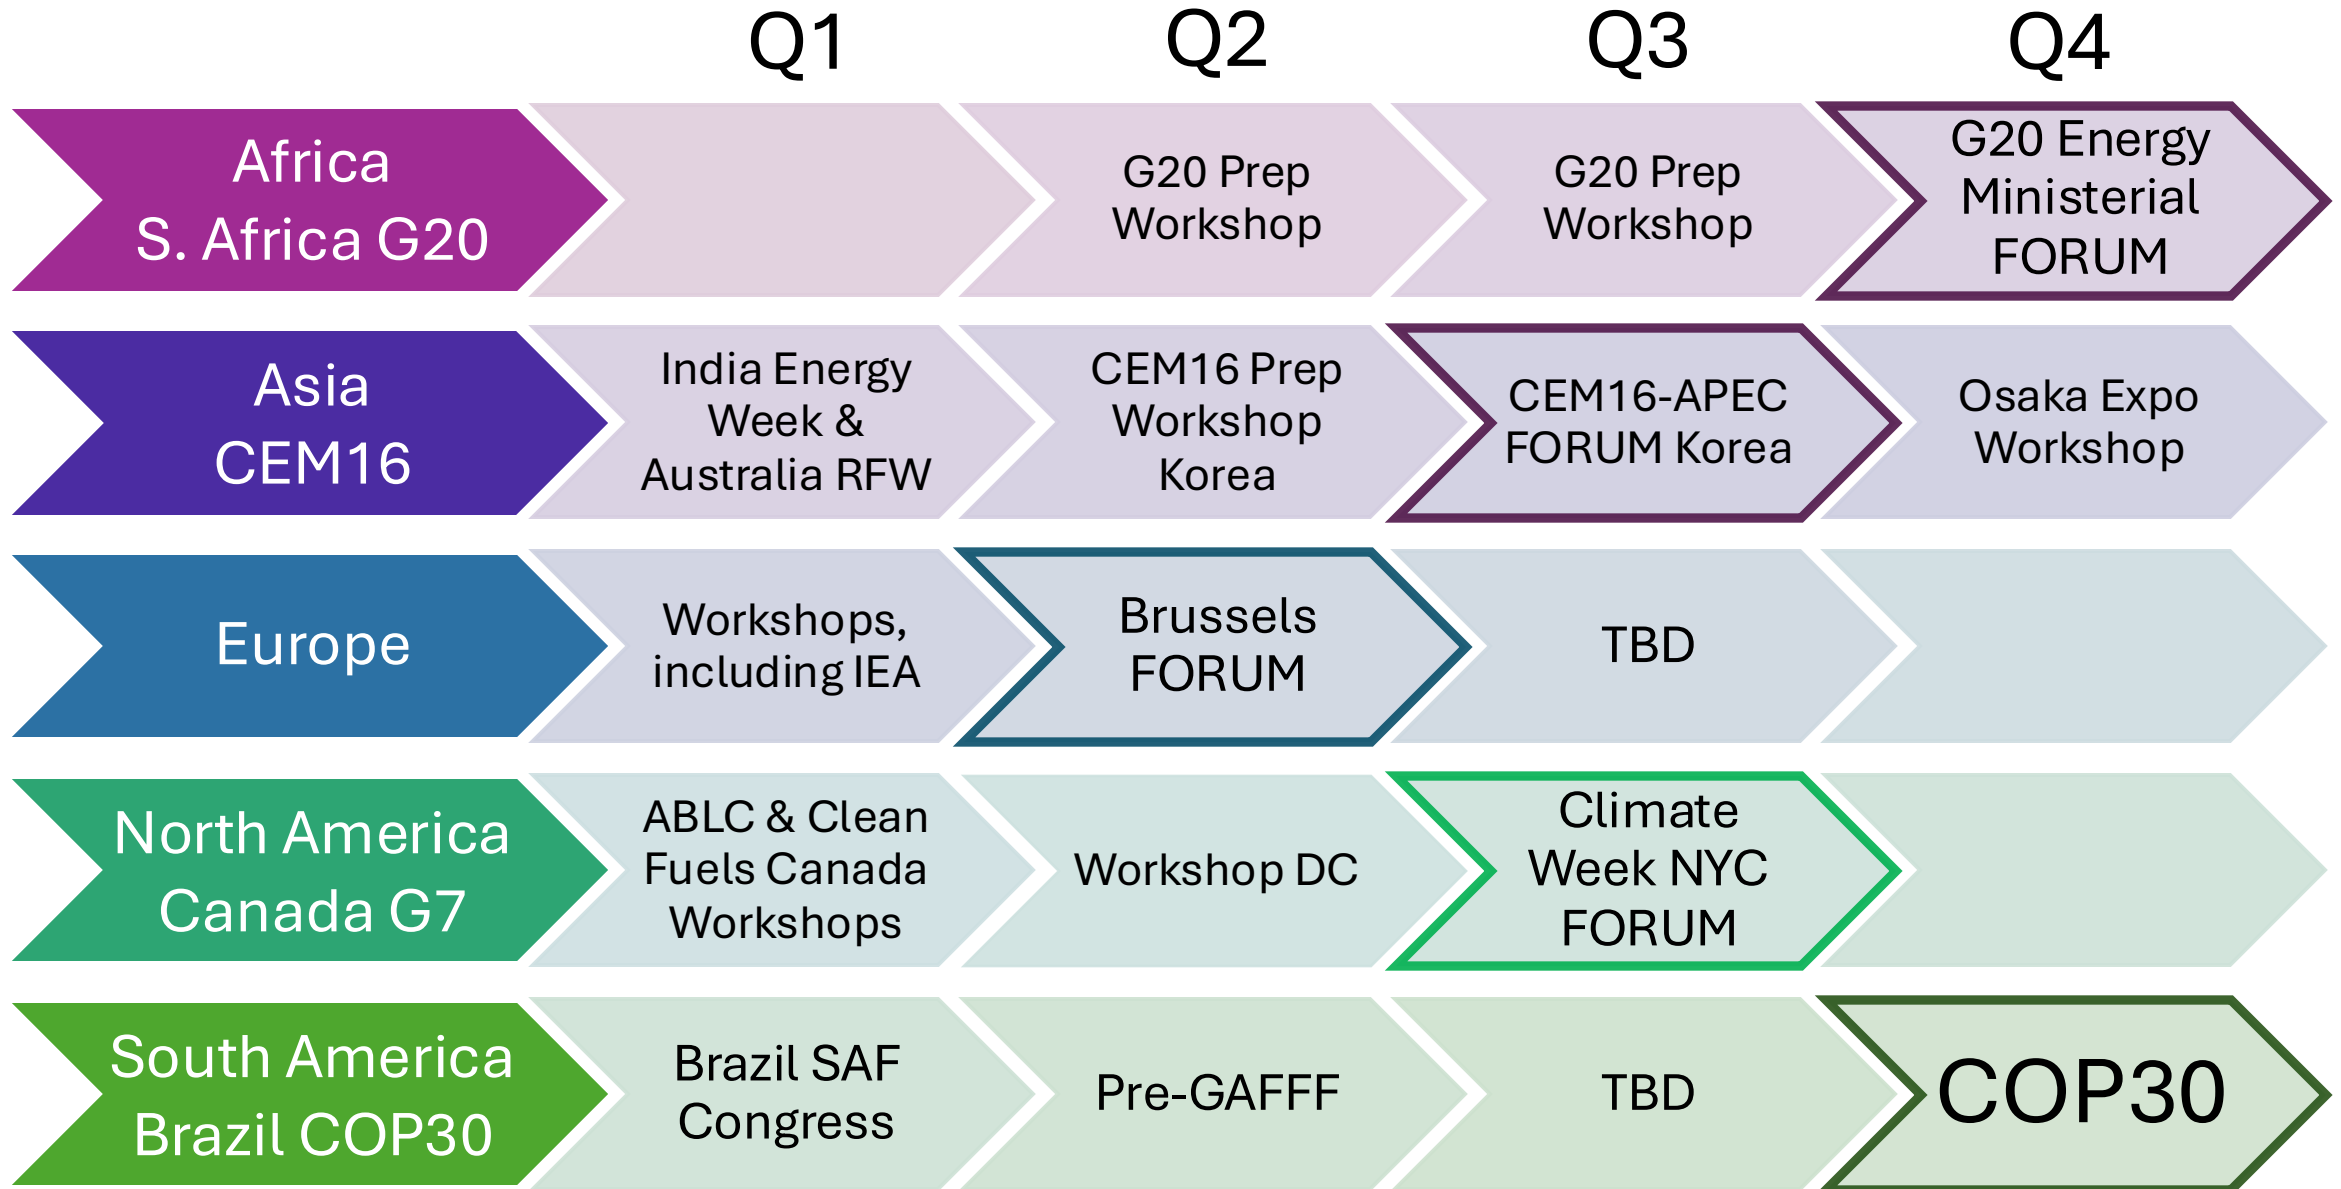 Q1
Q2
Q3
Q4
Africa
S. Africa G20
G20 Prep
Workshop
G20 Prep
Workshop
G20 Energy
Ministerial
FORUM
Asia
CEM16
India Energy
Week &
Australia RFW
CEM16 Prep
Workshop
Korea
CEM16-APEC
FORUM Korea
Osaka Expo
Workshop
Europe
Workshops,
including IEA
Brussels
FORUM
TBD
North America
Canada G7
ABLC & Clean
Fuels Canada
Workshops
Workshop DC
Climate
Week NYC
FORUM
South America
Brazil COP30
Brazil SAF
Congress
Pre-GAFFF
TBD
COP30